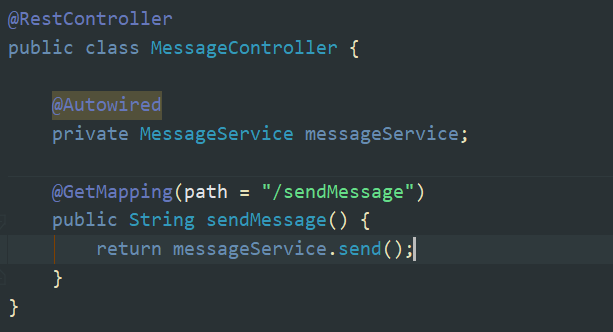 @RestController
public class MessageController {
@Autowired
private MessageService messageService;
@GetMapping(path = "/sendMessage")
public String sendMessage() {
return messageService.send();
}
}